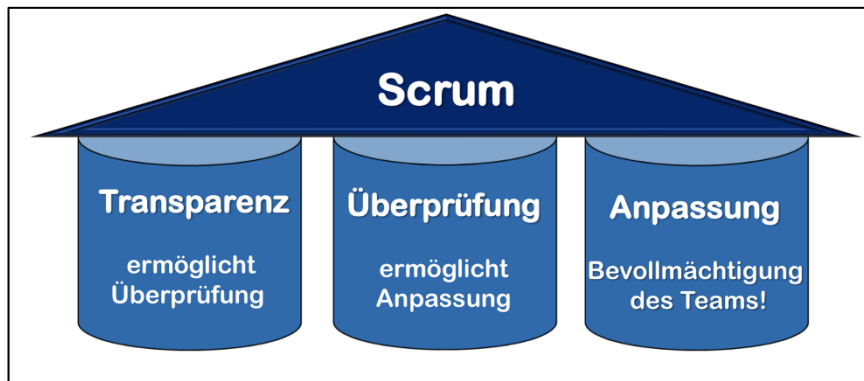 Scrum
Transparenz
ermöglicht
Überprüfung
Überprüfung
ermöglicht
Anpassung
Anpassung
Bevollmächtigung
des Teams!